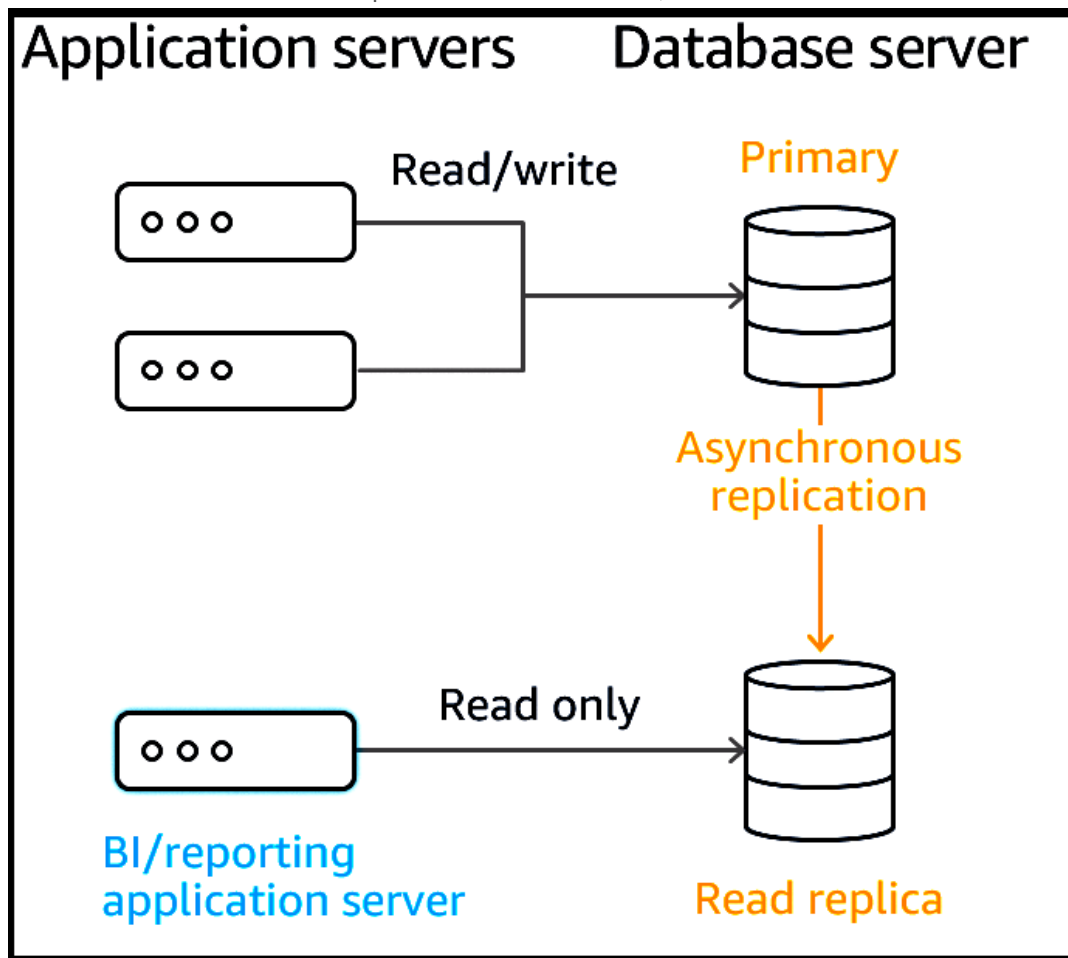 Application servers
Database server
Read/write
Primary
Asynchronous
replication
Read only
BI/reporting
application server
Read replica